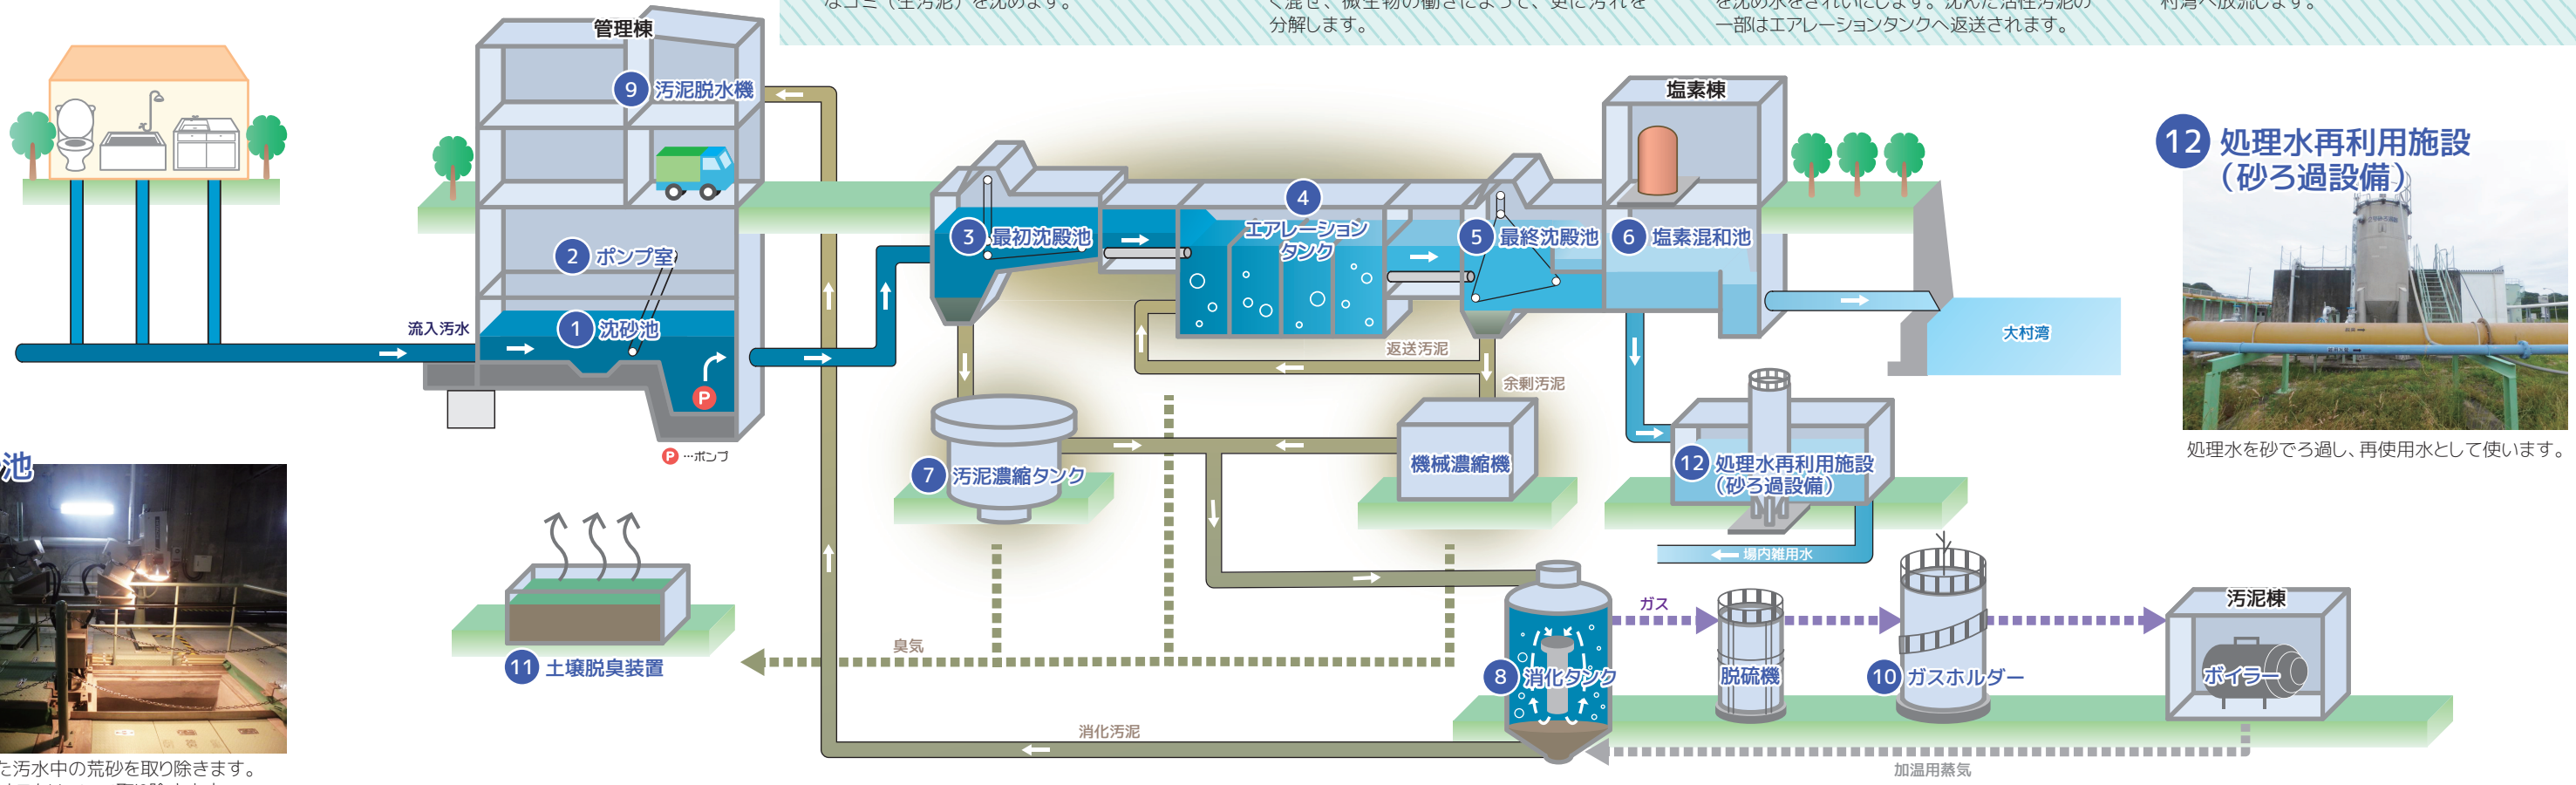 なゴミ（生汚泥）を沈めます。
く混ぜ、微生物の働きによって、更に汚れを
分解します。
を沈め水をきれいにします。沈んだ活性汚泥の
一部はエアレーションタンクへ返送されます。
村湾へ放流します。
管理棟
9 汚泥脱水機
2 ポンプ室
流入汚水
1 沈砂池
P
P …ポンプ
3 最初沈殿池
4
エアレーション
タンク
5 最終沈殿池
塩素棟
6 塩素混和池
大村湾
返送汚泥
余剰汚泥
7 汚泥濃縮タンク
機械濃縮機
12 処理水再利用施設
（砂ろ過設備）
場内雑用水
12 処理水再利用施設
（砂ろ過設備）
処理水を砂でろ過し、再使用水として使います。
池
た汚水中の荒砂を取り除きます。
11 土壌脱臭装置
臭気
消化汚泥
8 消化タンク
ガス
脱硫機
10 ガスホルダー
汚泥棟
ボイラー
加温用蒸気